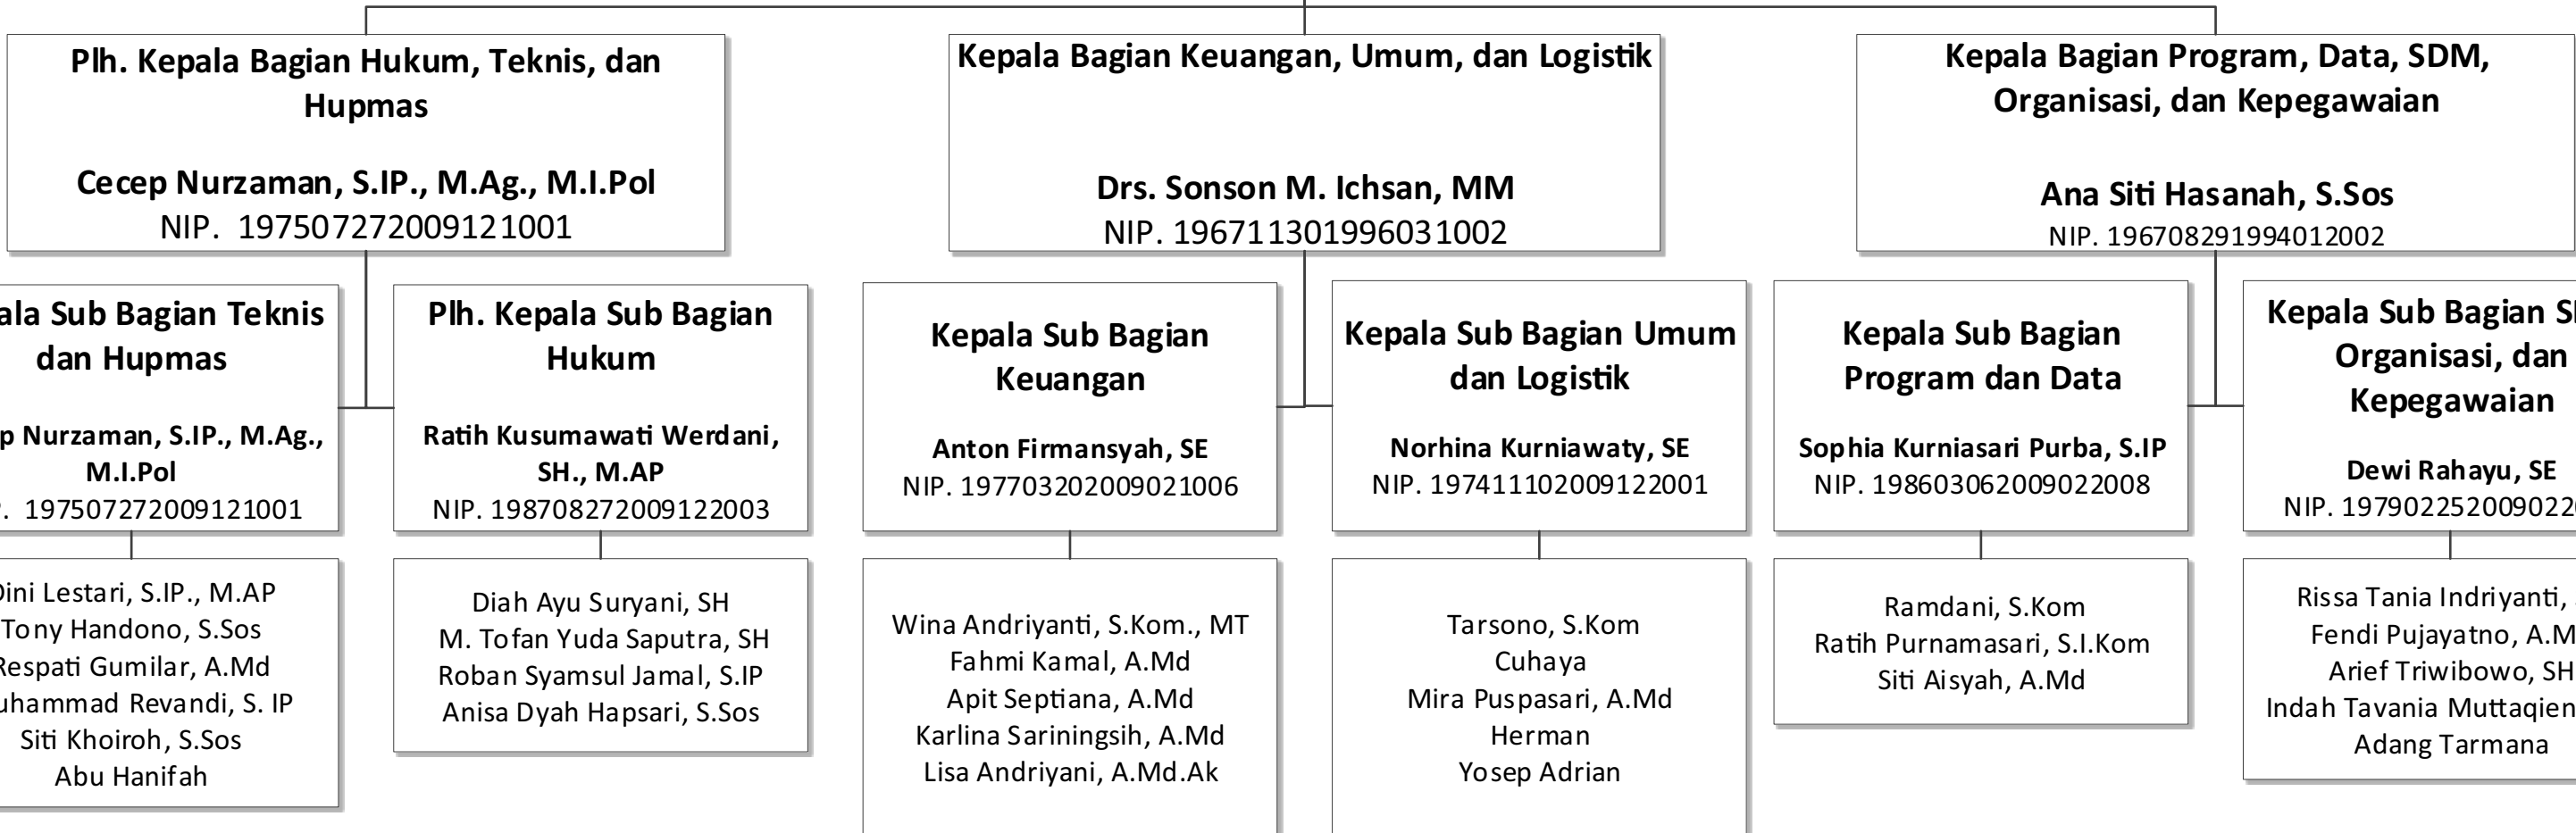 Plh. Kepala Bagian Hukum, Teknis, dan
Hupmas
Cecep Nurzaman, S.IP., M.Ag., M.I.Pol
NIP. 197507272009121001
Kepala Bagian Keuangan, Umum, dan Logistik
Drs. Sonson M. Ichsan, MM
NIP. 196711301996031002
Kepala Bagian Program, Data, SDM,
Organisasi, dan Kepegawaian
Ana Siti Hasanah, S.Sos
NIP. 196708291994012002
Sub Bagian Teknis
dan Hupmas
Nurzaman, S.IP., M.Ag.,
M.I.Pol
197507272009121001
Plh. Kepala Sub Bagian
Hukum
Ratih Kusumawati Werdani,
SH., M.AP
NIP. 198708272009122003
Kepala Sub Bagian
Keuangan
Anton Firmansyah, SE
NIP. 197703202009021006
Kepala Sub Bagian Umum
dan Logistik
Norhina Kurniawaty, SE
NIP. 197411102009122001
Kepala Sub Bagian
Program dan Data
Sophia Kurniasari Purba, S.IP
NIP. 198603062009022008
Kepala Sub Bagian
Organisasi, dan
Kepegawaian
Dewi Rahayu, SE
NIP.
Lestari, S.IP., M.AP
Tony Handono, S.Sos
Respati Gumilar, A.Md
Revandi, S. IP
Siti Khoiroh, S.Sos
Abu Hanifah
Diah Ayu Suryani, SH
M. Tofan Yuda Saputra, SH
Roban Syamsul Jamal, S.IP
Anisa Dyah Hapsari, S.Sos
Wina Andriyanti, S.Kom., MT
Fahmi Kamal, A.Md
Apit Septiana, A.Md
Karlina Sariningsih, A.Md
Lisa Andriyani, A.Md.Ak
Tarsono, S.Kom
Cuhaya
Mira Puspasari, A.Md
Herman
Yosep Adrian
Ramdani, S.Kom
Ratih Purnamasari, S.I.Kom
Siti Aisyah, A.Md
Rissa Tania Indriyanti,
Fendi Pujayatno,
Arief Triwibowo, SH
Indah Tavania Muttaqien
Adang Tarmana